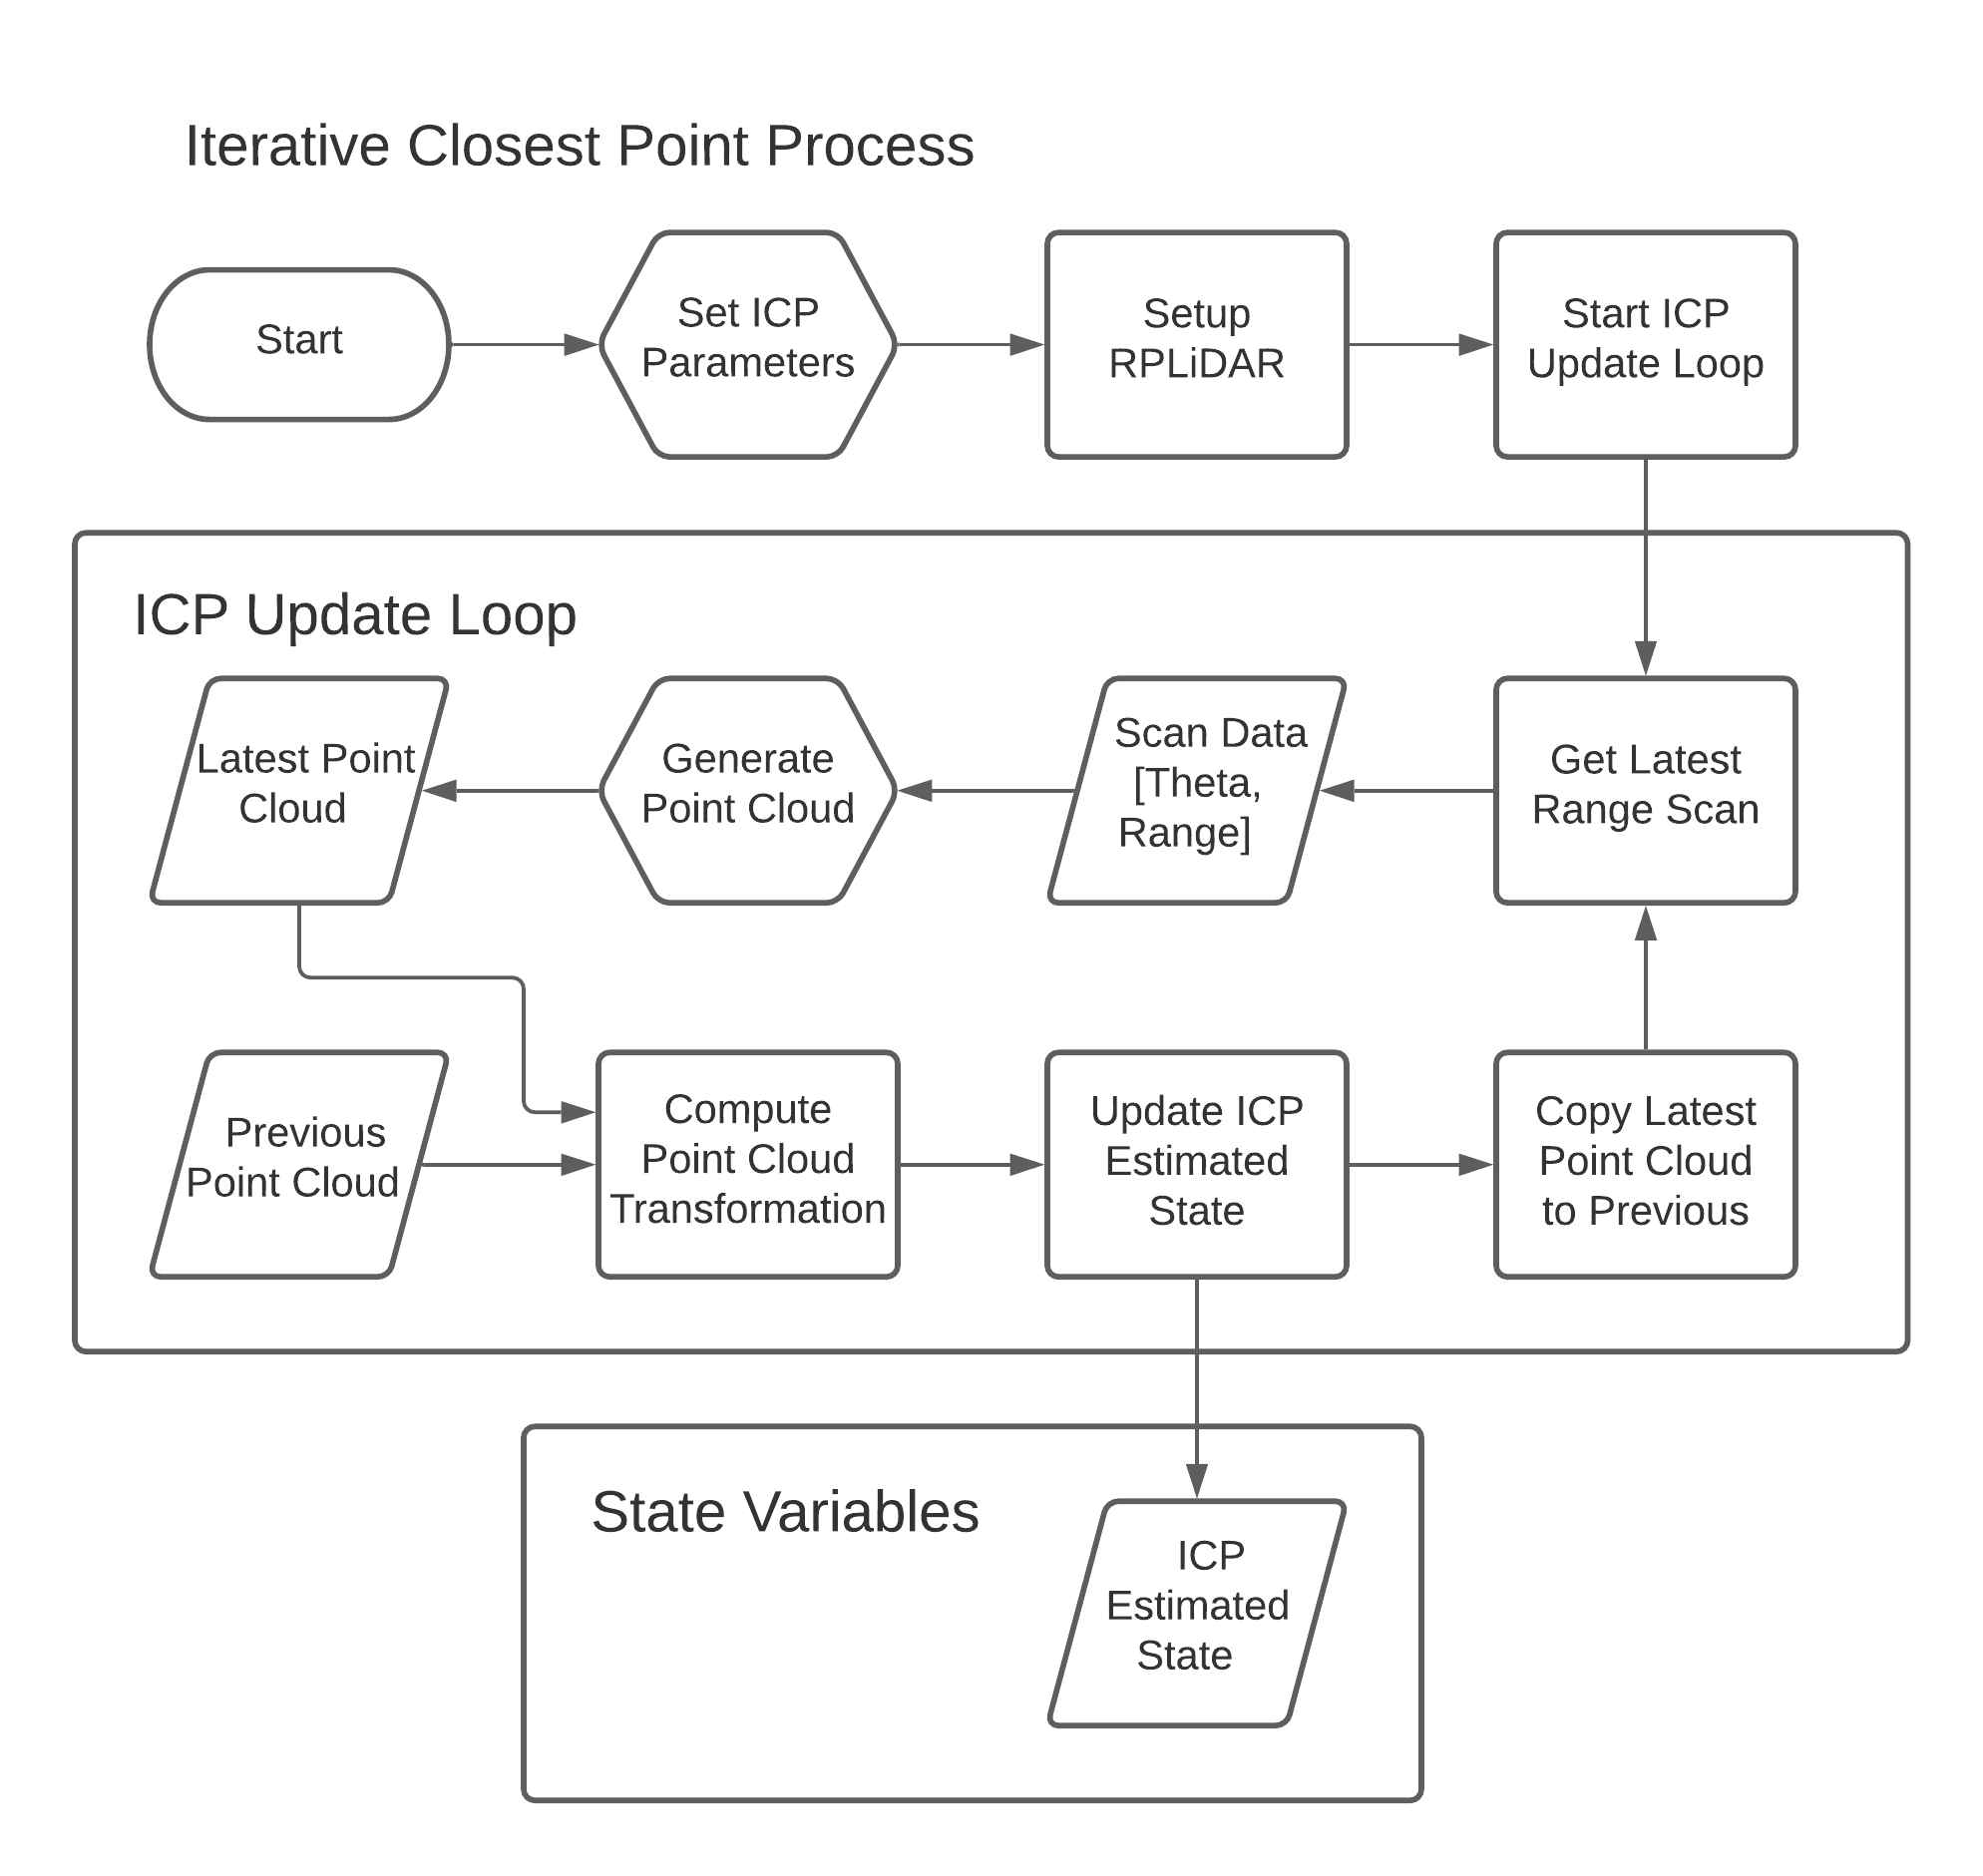 Iterative Closest Point Process
Start
Set ICP
Parameters
Setup
RPLiDAR
Start ICP
Update Loop
ICP Update Loop
Latest Point
Cloud
Generate
Point Cloud
Scan Data
[Theta,
Range]
Get Latest
Range Scan
Previous
Point Cloud
Compute
Point Cloud
Transformation
Update ICP
Estimated
State
Copy Latest
Point Cloud
to Previous
State Variables
ICP
Estimated
State